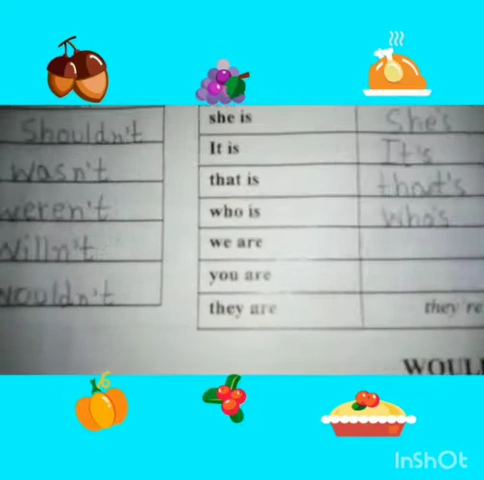 Shouldn't
wasn't
weren't
Willn't
wouldn't
she is She's
It is It's
that is that's
who is Who's
we are
you are
they are they're
WOUL
InShOt